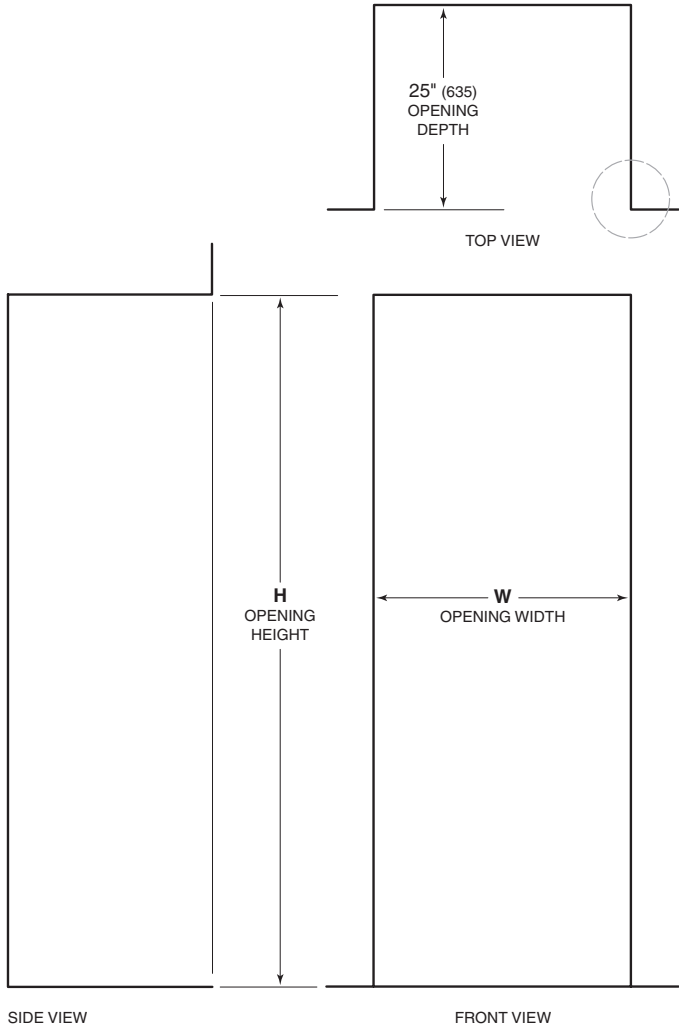 25" (635)
OPENING
DEPTH
TOP VIEW
H
OPENING
HEIGHT
W
OPENING WIDTH
SIDE VIEW
FRONT VIEW